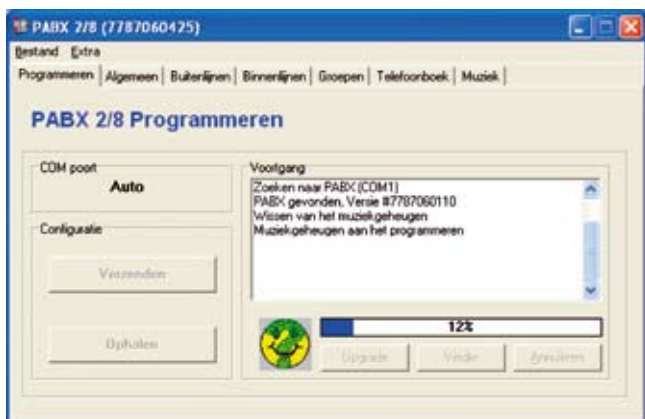 PABX 2/8 (7787060425)
Bestand Extra
Programmeren Algemeen Buitenlijnen Binnenlijnen Groepen Telefoonboek Muziek
PABX 2/8 Programmeren
COM poort
Auto
Configuratie
Verzenden
Ophalen
Voortgang
Zoeken naar PABX (COM1)
PABX gevonden, Versie #7787060110
Wissen van het muziekgeheugen
Muziekgeheugen aan het programmeren
12%
Upgrade Verder Annuleren